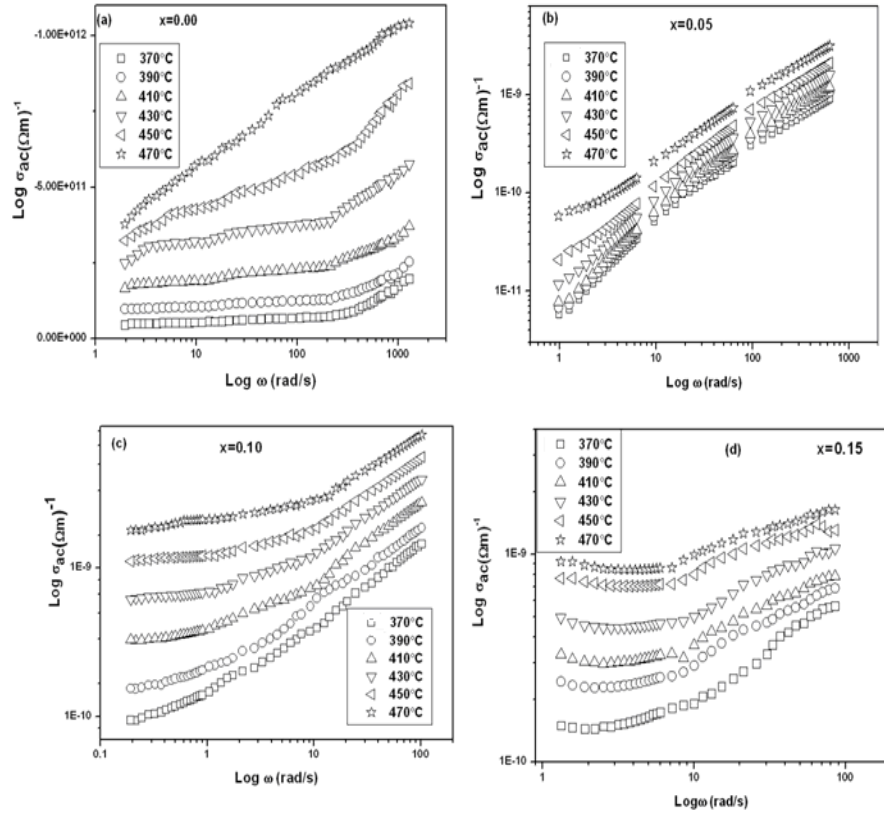 (a) x=0.00
-1.00E+012
-5.00E+011
0.00E+000
Log σac(Ωm)-1
370°C
390°C
410°C
430°C
450°C
470°C
1 10 100 1000
Log ω (rad/s)
(b) x=0.05
1E-9
1E-10
1E-11
Log σac(Ωm)-1
370°C
390°C
410°C
430°C
450°C
470°C
1 10 100 1000
Log ω (rad/s)
(c) x=0.10
1E-9
1E-10
Log σac(Ωm)-1
370°C
390°C
410°C
430°C
450°C
470°C
0.1 1 10 100
Log ω (rad/s)
(d) x=0.15
1E-9
1E-10
Log σac(Ωm)-1
370°C
390°C
410°C
430°C
450°C
470°C
1 10 100
Logω (rad/s)